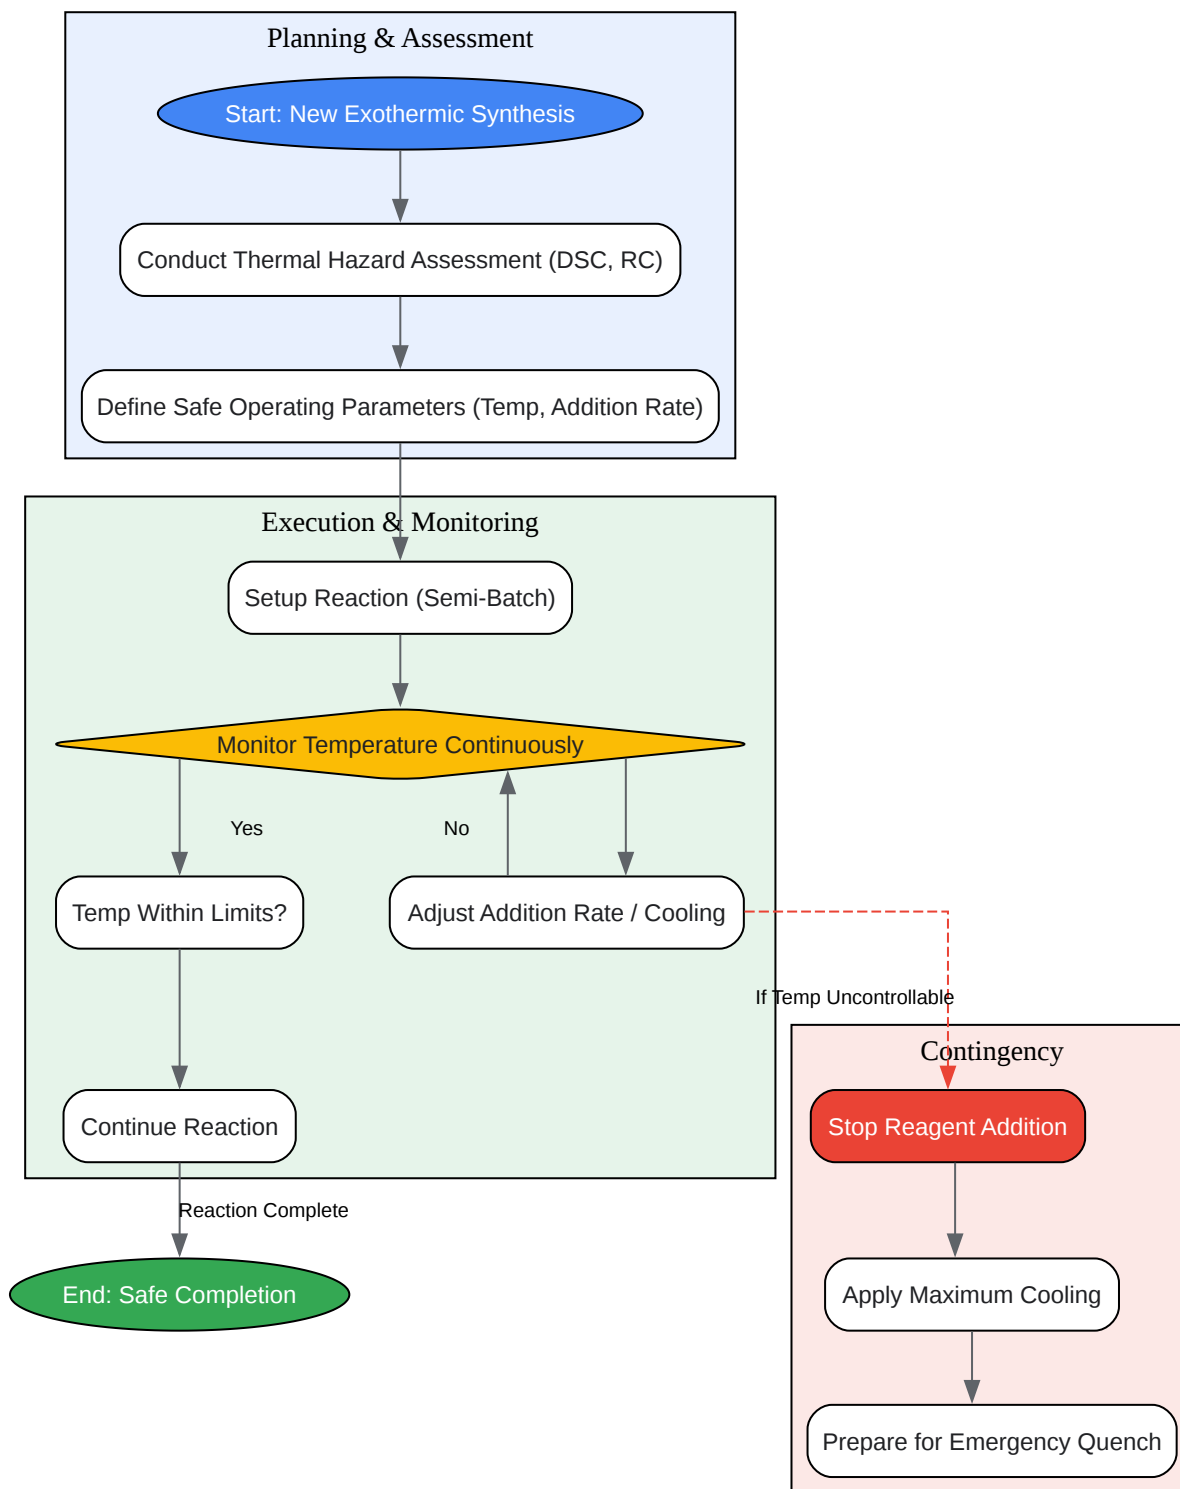 Planning & Assessment
Start: New Exothermic Synthesis
Conduct Thermal Hazard Assessment (DSC, RC)
Define Safe Operating Parameters (Temp, Addition Rate)
Execution & Monitoring
Setup Reaction (Semi-Batch)
Monitor Temperature Continuously
Yes
No
Temp Within Limits?
Adjust Addition Rate / Cooling
If Temp Uncontrollable
Contingency
Continue Reaction
Stop Reagent Addition
Reaction Complete
End: Safe Completion
Apply Maximum Cooling
Prepare for Emergency Quench